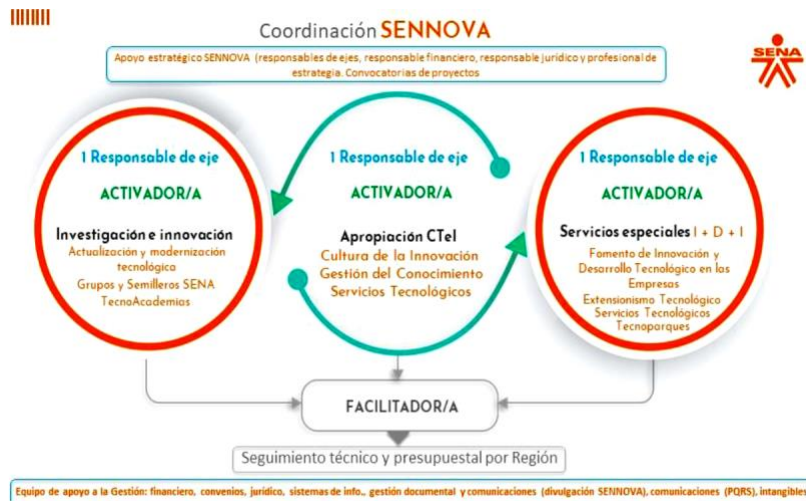 Coordinación SENNOVA
Apoyo estratégico SENNOVA (responsables de ejes, responsable financiero, responsable jurídico y profesional de
estrategia. Convocatorias de proyectos
SENA
1 Responsable de eje
ACTIVADOR/A
Investigación e innovación
Actualización y modernización
tecnológica
Grupos y Semilleros SENA
TecnoAcademias
1 Responsable de eje
ACTIVADOR/A
Apropiación CTeI
Cultura de la Innovación
Gestión del Conocimiento
Servicios Tecnológicos
1 Responsable de eje
ACTIVADOR/A
Servicios especiales I + D + I
Fomento de Innovación y
Desarrollo Tecnológico en las
Empresas
Extensionismo Tecnológico
Servicios Tecnológicos
Tecnoparques
FACILITADOR/A
Seguimiento técnico y presupuestal por Región
Equipo de apoyo a la Gestión: financiero, convenios, jurídico, sistemas de info., gestión documental y comunicaciones (divulgación SENNOVA), comunicaciones (PQRS), intangibles